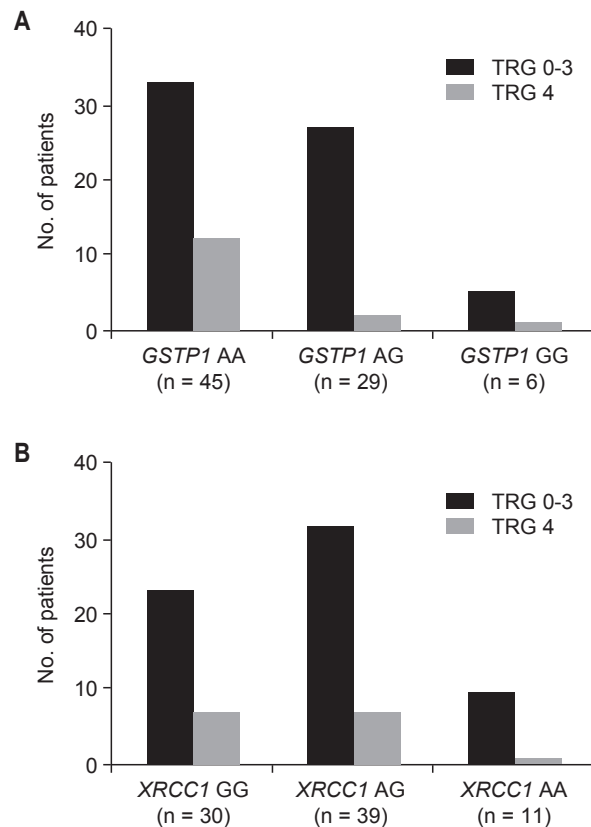 A
40
30
20
10
0
No. of patients
TRG 0-3
TRG 4
GSTP1 AA
(n = 45)
GSTP1 AG
(n = 29)
GSTP1 GG
(n = 6)
B
40
30
20
10
0
No. of patients
TRG 0-3
TRG 4
XRCC1 GG
(n = 30)
XRCC1 AG
(n = 39)
XRCC1 AA
(n = 11)